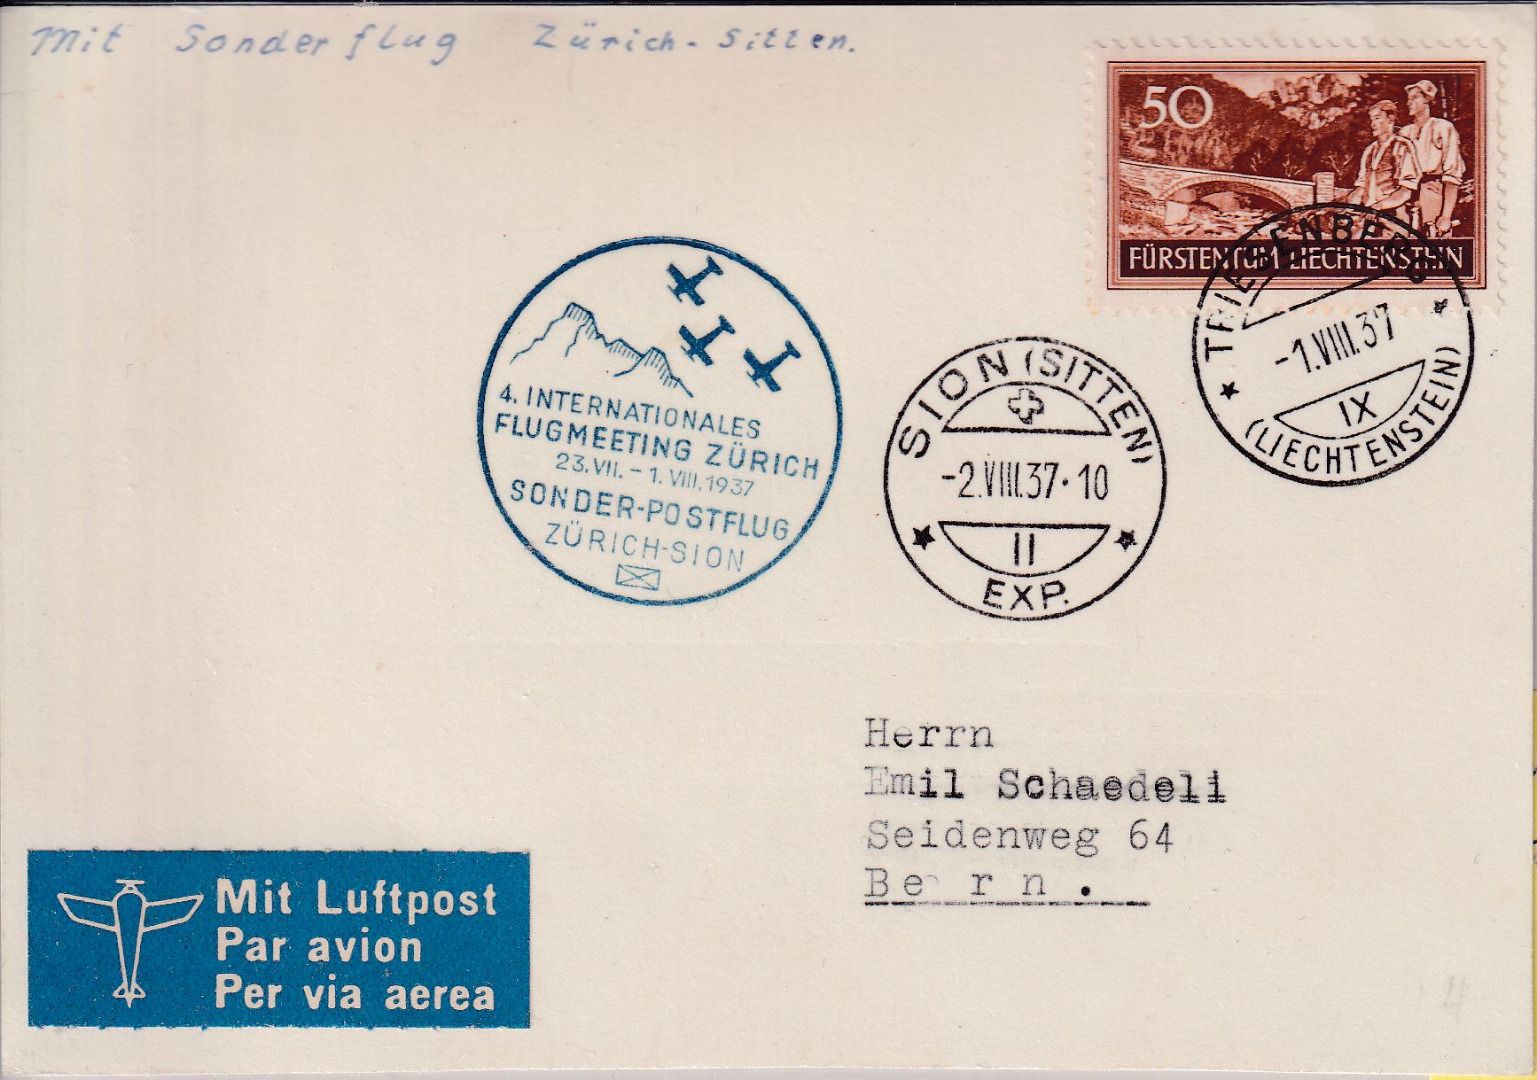 Mit Sonderflug Zürich-Sitten.
50
FÜRSTENTUM LIECHTENSTEIN
TRIESENBERG
-1.VIII.37
IX
(LIECHTENSTEIN)
SION (SITTEN)
-2.VIII.37·10
II
EXP.
4. INTERNATIONALES
FLUGMEETING ZÜRICH
23.VII. - 1. VIII.1937
SONDER-POSTFLUG
ZÜRICH-SION
Herrn
Emil Schaedeli
Seidenweg 64
Bern.
Mit Luftpost
Par avion
Per via aerea